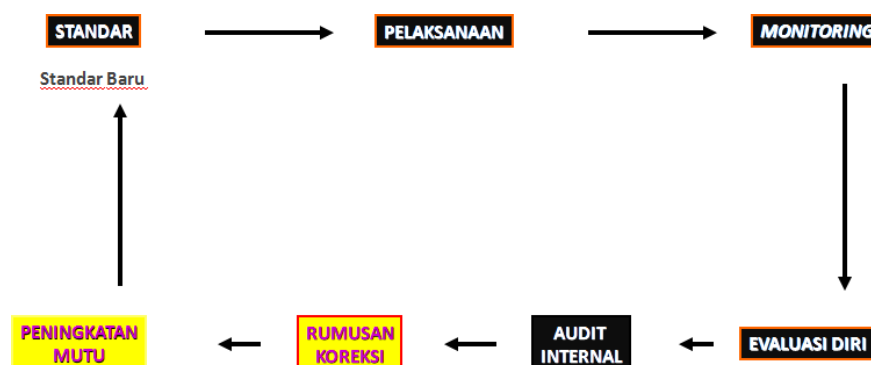 STANDAR
PELAKSANAAN
MONITORING
Standar Baru
PENINGKATAN
MUTU
RUMUSAN
KOREKSI
AUDIT
INTERNAL
EVALUASI DIRI